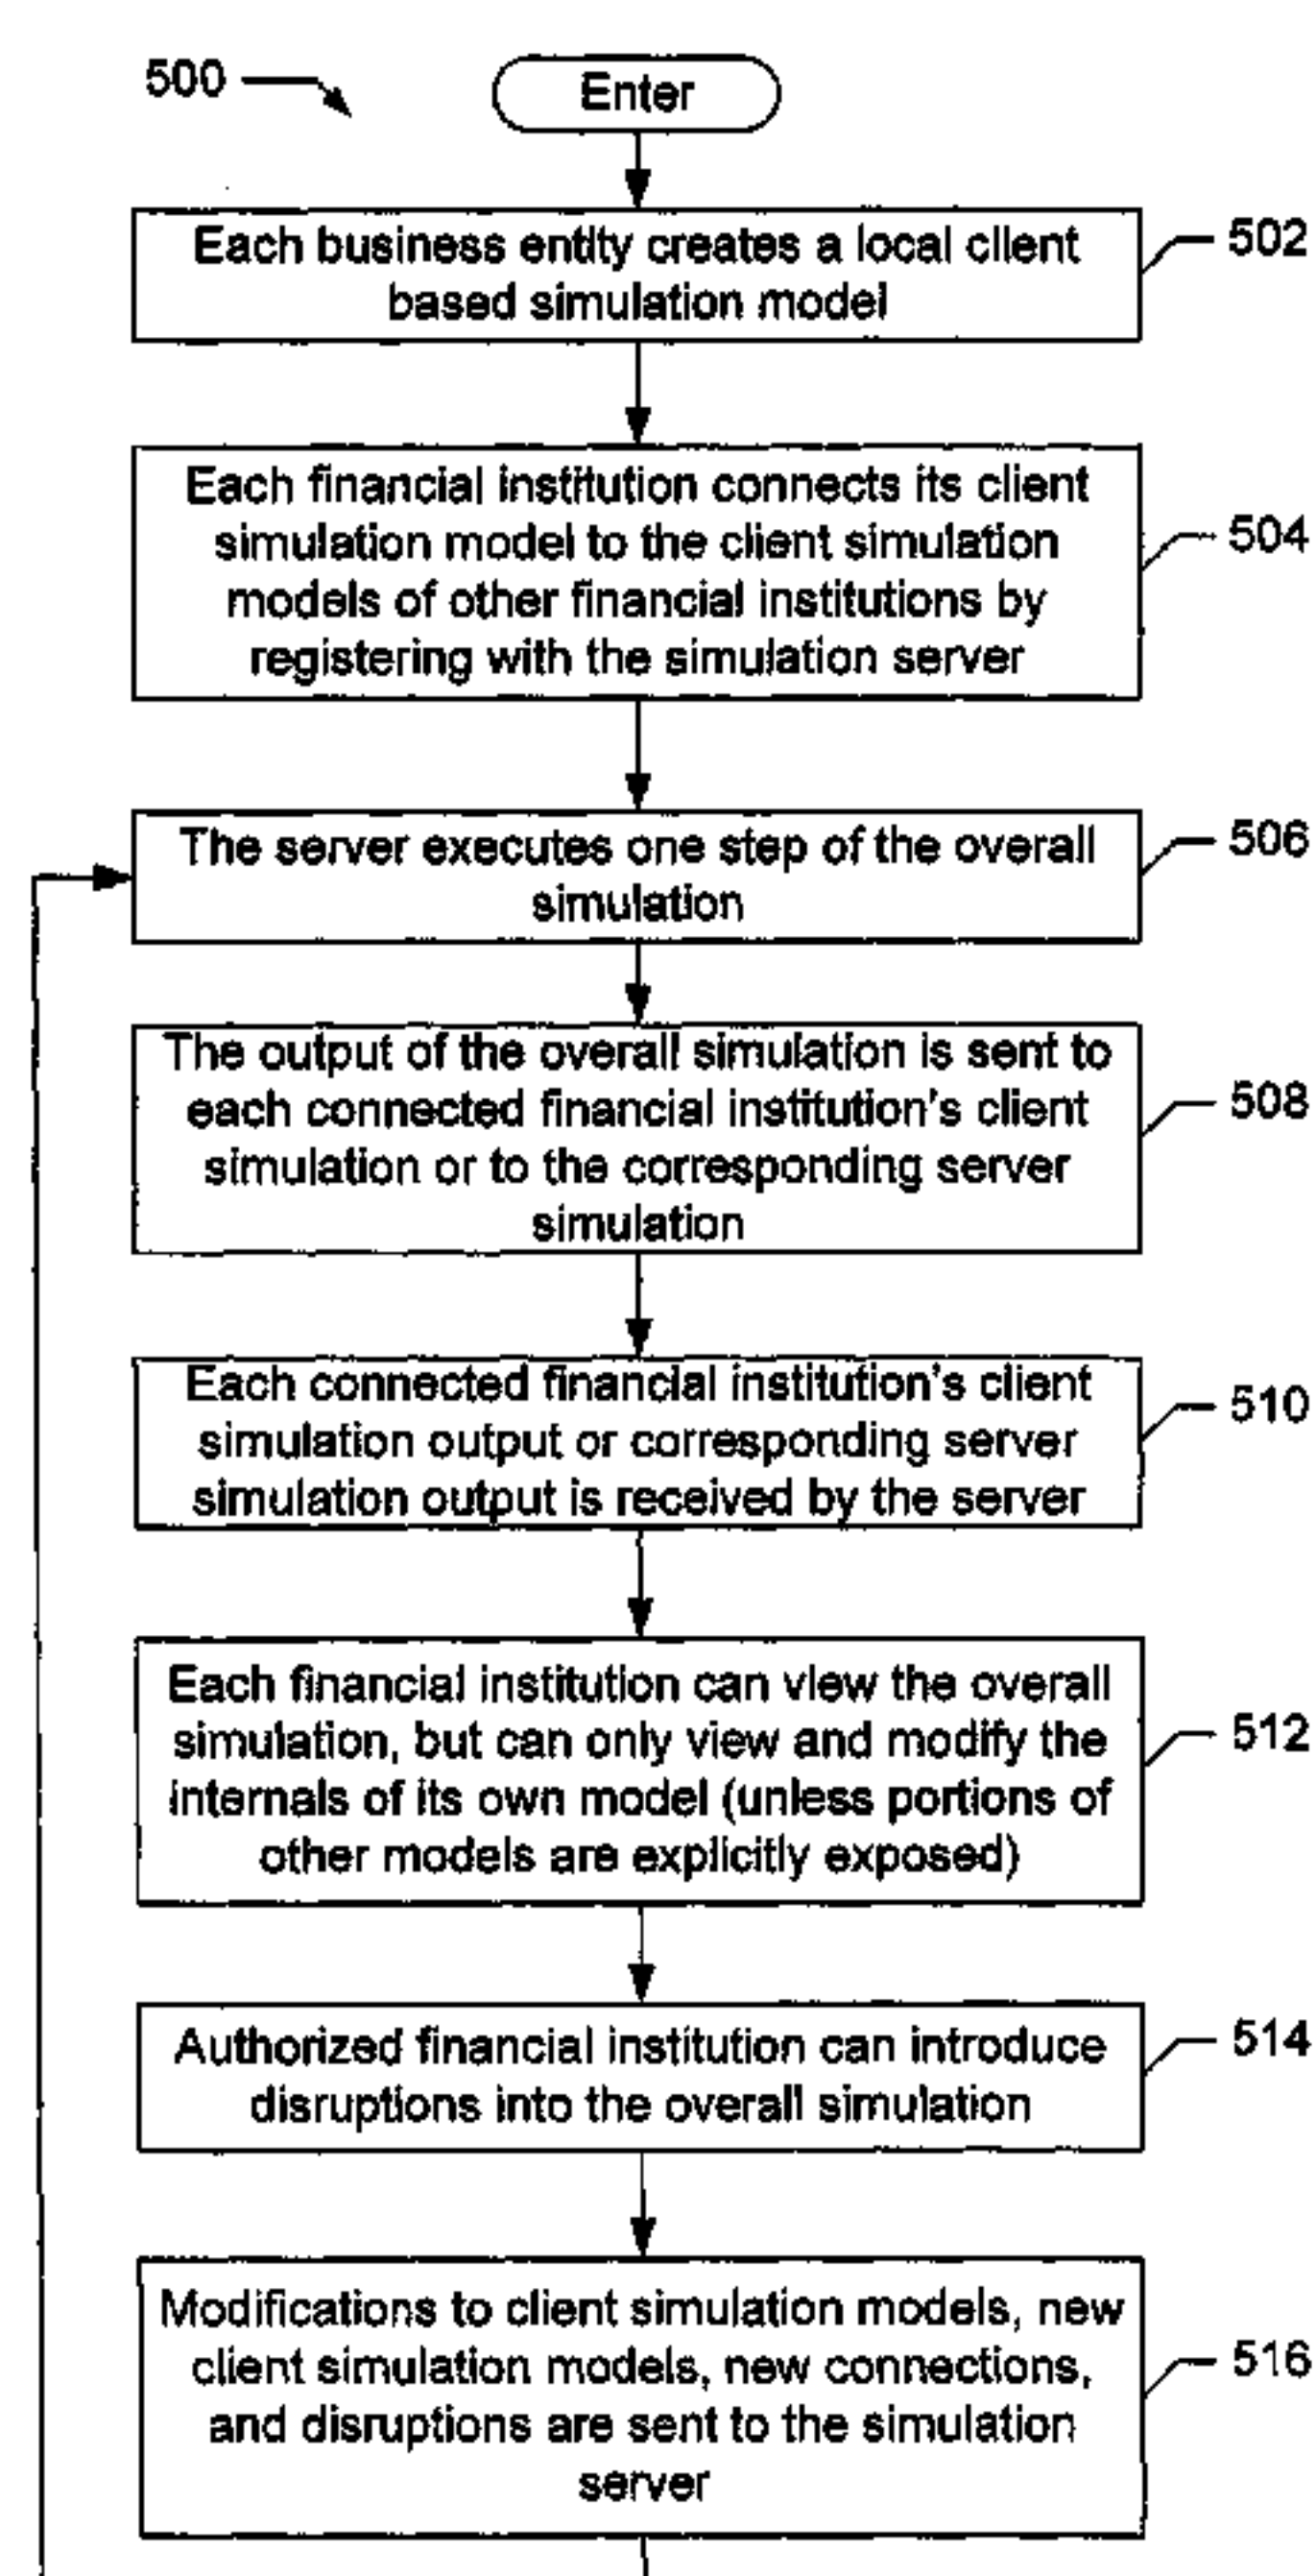 500
Enter
Each business entity creates a local client
based simulation model
502
Each financial institution connects its client
simulation model to the client simulation
models of other financial institutions by
registering with the simulation server
504
The server executes one step of the overall
simulation
506
The output of the overall simulation is sent to
each connected financial institution's client
simulation or to the corresponding server
simulation
508
Each connected financial institution's client
simulation output or corresponding server
simulation output is received by the server
510
Each financial institution can view the overall
simulation, but can only view and modify the
internals of its own model (unless portions of
other models are explicitly exposed)
512
Authorized financial institution can introduce
disruptions into the overall simulation
514
Modifications to client simulation models, new
client simulation models, new connections,
and disruptions are sent to the simulation
server
516